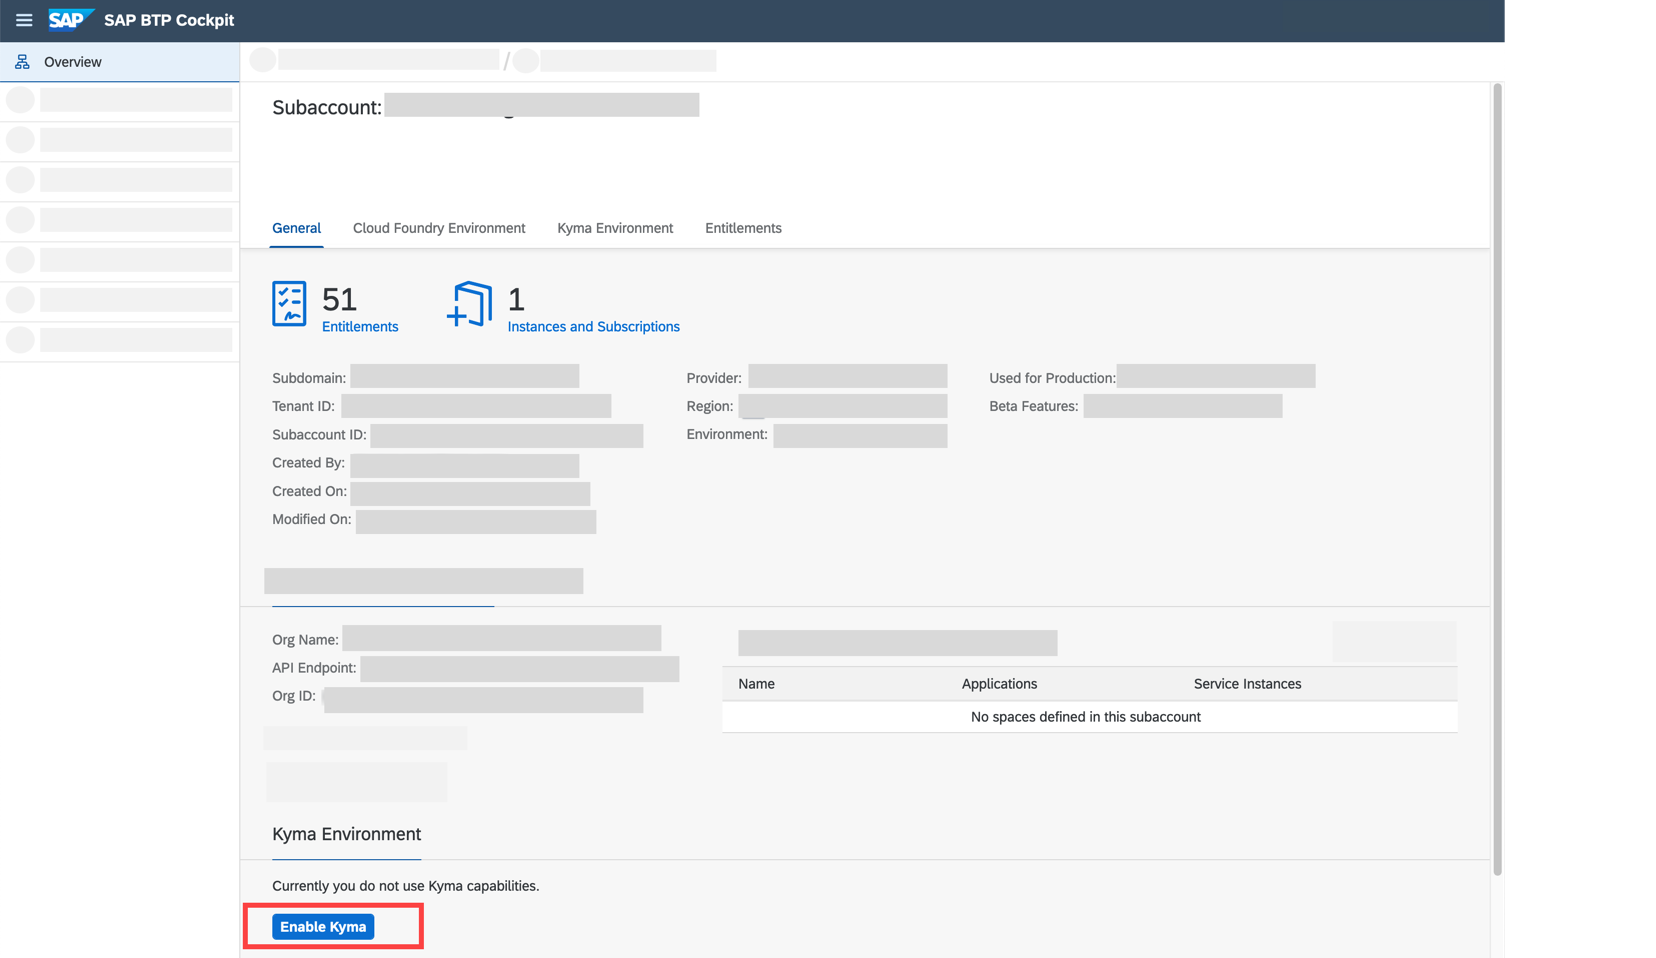 SAP SAP BTP Cockpit
Overview
/
Subaccount:
General Cloud Foundry Environment Kyma Environment Entitlements
51 1
Entitlements Instances and Subscriptions
Subdomain: Provider: Used for Production:
Tenant ID: Region: Beta Features:
Subaccount ID: Environment:
Created By:
Created On:
Modified On:
Org Name:
API Endpoint:
Org ID:
Name Applications Service Instances
No spaces defined in this subaccount
Kyma Environment
Currently you do not use Kyma capabilities.
Enable Kyma